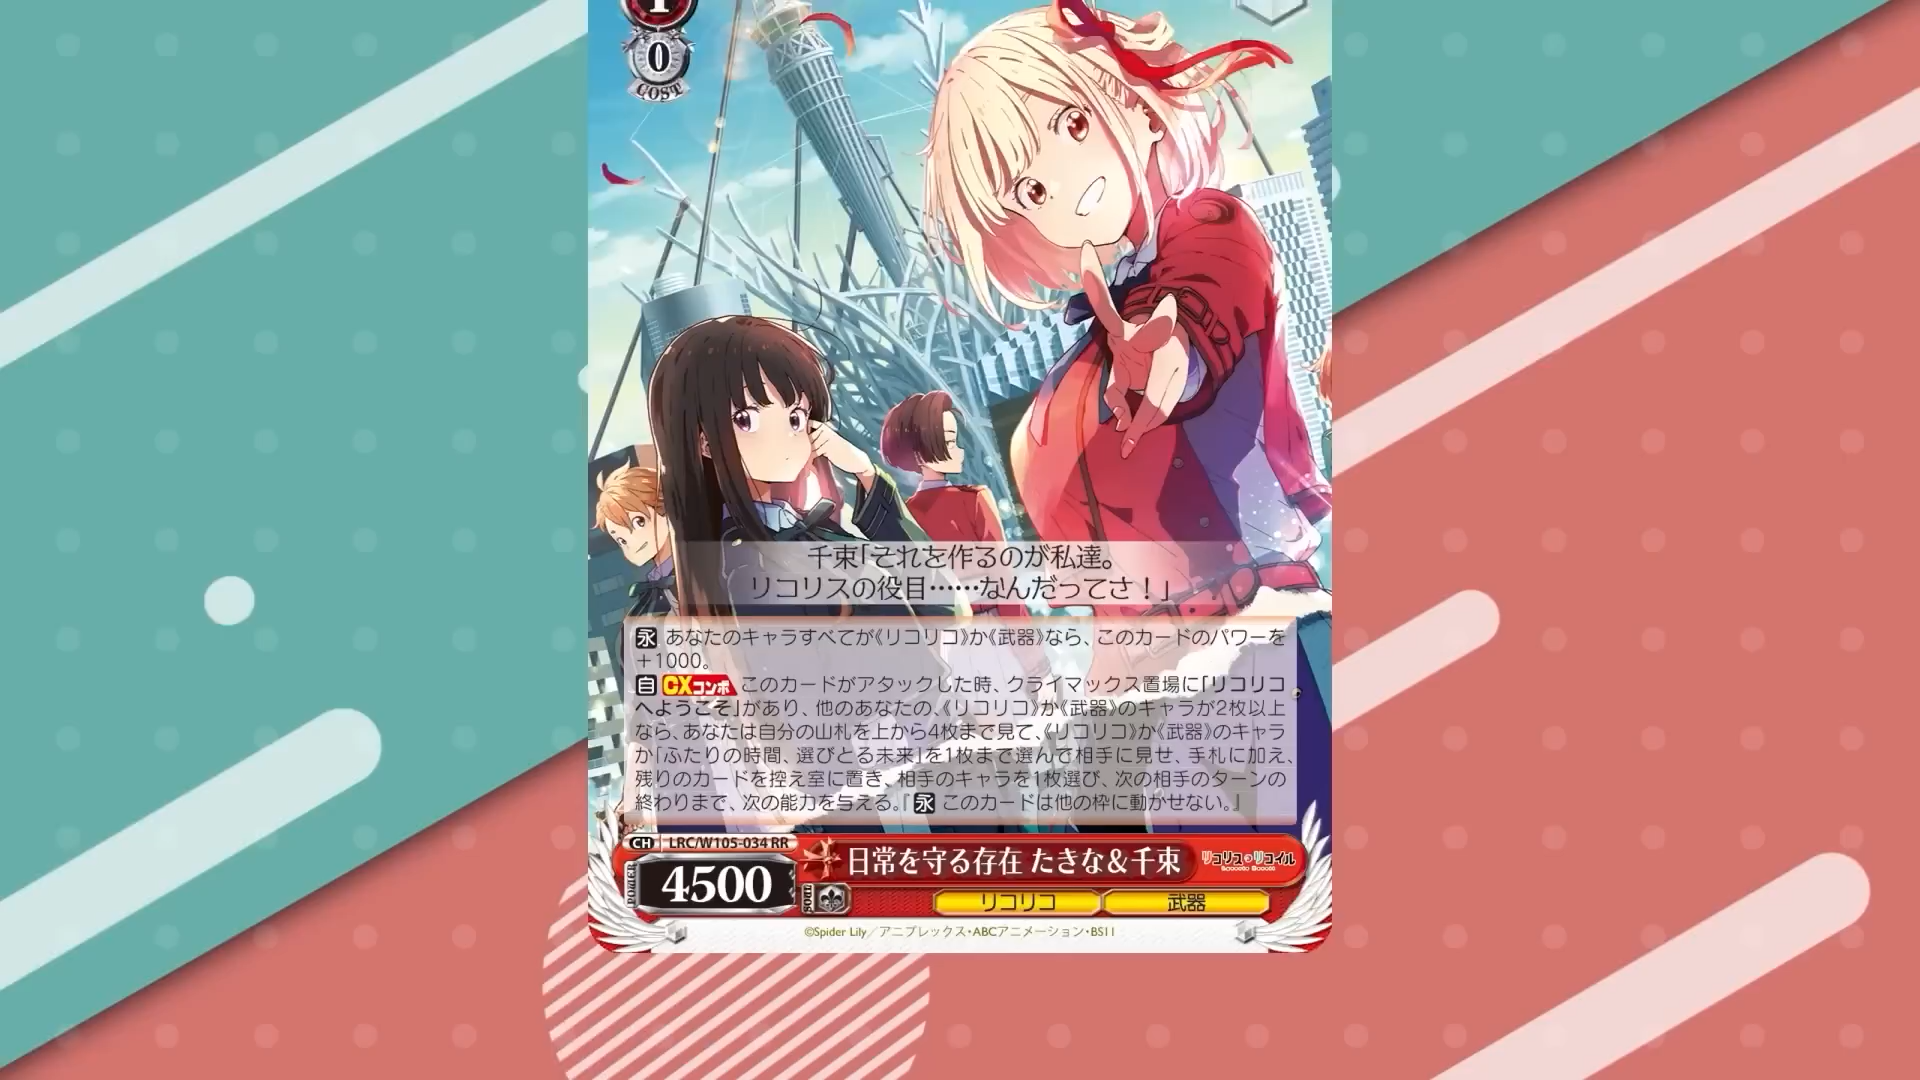 1
0
COST
千束「それを作るのが私達。
リコリスの役目……なんだってさ！」
永 あなたのキャラすべてが《リコリコ》か《武器》なら、このカードのパワーを
＋1000。
自 CXコンボ このカードがアタックした時、クライマックス置場に「リコリコ
へようこそ」があり、他のあなたの、《リコリコ》か《武器》のキャラが2枚以上
なら、あなたは自分の山札を上から4枚まで見て、《リコリコ》か《武器》のキャラ
か「ふたりの時間、選びとる未来」を1枚まで選んで相手に見せ、手札に加え、
残りのカードを控え室に置き、相手のキャラを1枚選び、次の相手のターンの
終わりまで、次の能力を与える。『永 このカードは他の枠に動かせない。』
CH LRC/W105-034 RR
日常を守る存在 たきな＆千束
リコリス・リコイル
POWER
4500
SOUL
リコリコ
武器
©Spider Lily／アニプレックス・ABCアニメーション・BS11